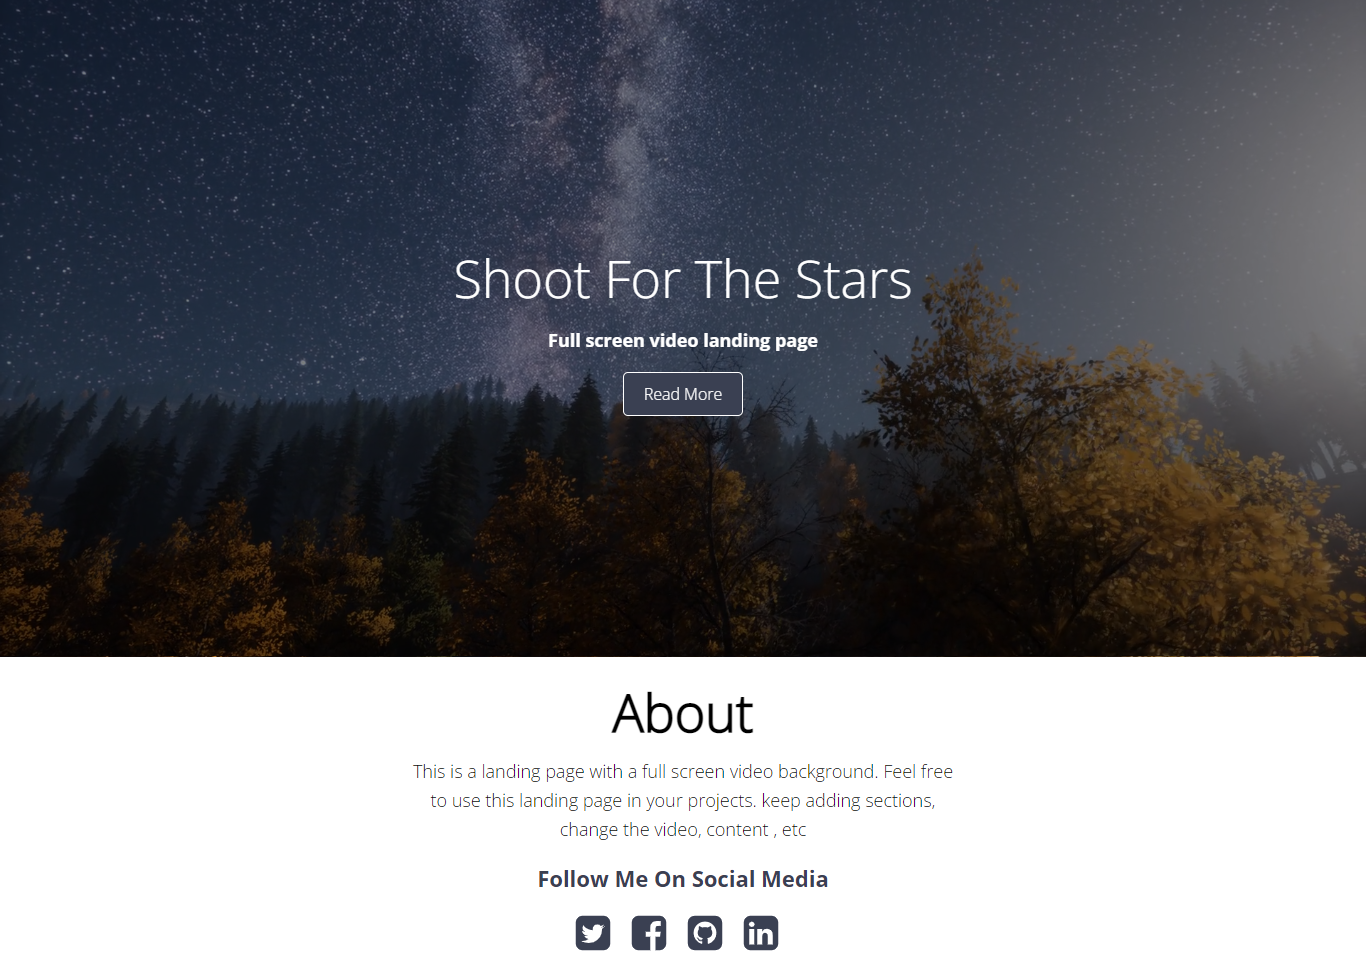 Shoot For The Stars
Full screen video landing page
Read More
About
This is a landing page with a full screen video background. Feel free
to use this landing page in your projects. keep adding sections,
change the video, content , etc
Follow Me On Social Media